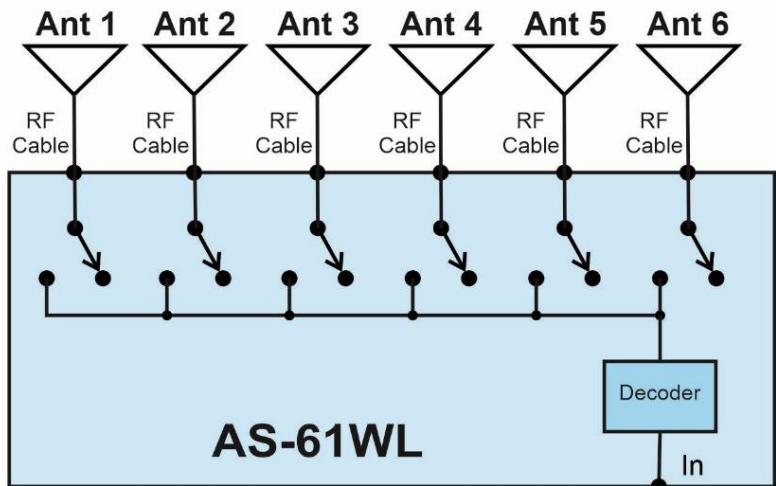 Ant 1
Ant 2
Ant 3
Ant 4
Ant 5
Ant 6
RF
Cable
RF
Cable
RF
Cable
RF
Cable
RF
Cable
RF
Cable
Decoder
AS-61WL
In